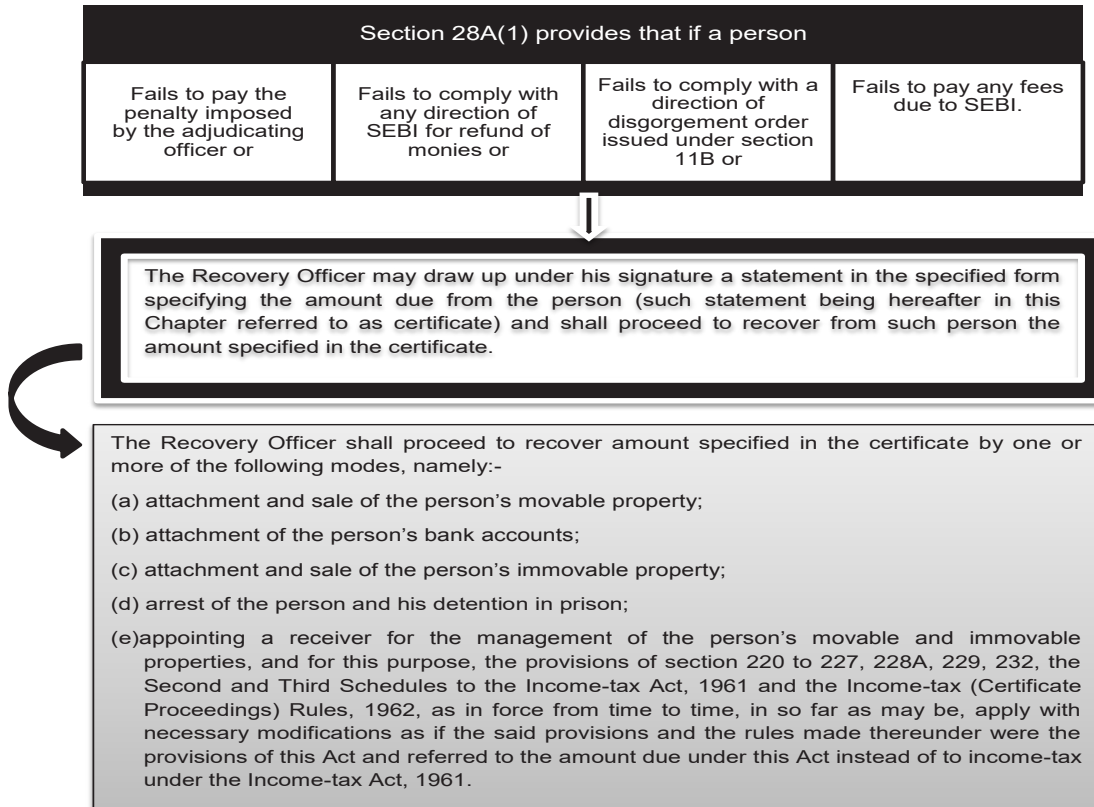 Section 28A(1) provides that if a person
Fails to pay the
penalty imposed
by the adjudicating
officer or
Fails to comply with
any direction of
SEBI for refund of
monies or
Fails to comply with a
direction of
disgorgement order
issued under section
11B or
Fails to pay any fees
due to SEBI.
The Recovery Officer may draw up under his signature a statement in the specified form
specifying the amount due from the person (such statement being hereafter in this
Chapter referred to as certificate) and shall proceed to recover from such person the
amount specified in the certificate.
The Recovery Officer shall proceed to recover amount specified in the certificate by one or
more of the following modes, namely:-
(a) attachment and sale of the person's movable property;
(b) attachment of the person's bank accounts;
(c) attachment and sale of the person's immovable property;
(d) arrest of the person and his detention in prison;
(e)appointing a receiver for the management of the person's movable and immovable
properties, and for this purpose, the provisions of section 220 to 227, 228A, 229, 232, the
Second and Third Schedules to the Income-tax Act, 1961 and the Income-tax (Certificate
Proceedings) Rules, 1962, as in force from time to time, in so far as may be, apply with
necessary modifications as if the said provisions and the rules made thereunder were the
provisions of this Act and referred to the amount due under this Act instead of to income-tax
under the Income-tax Act, 1961.